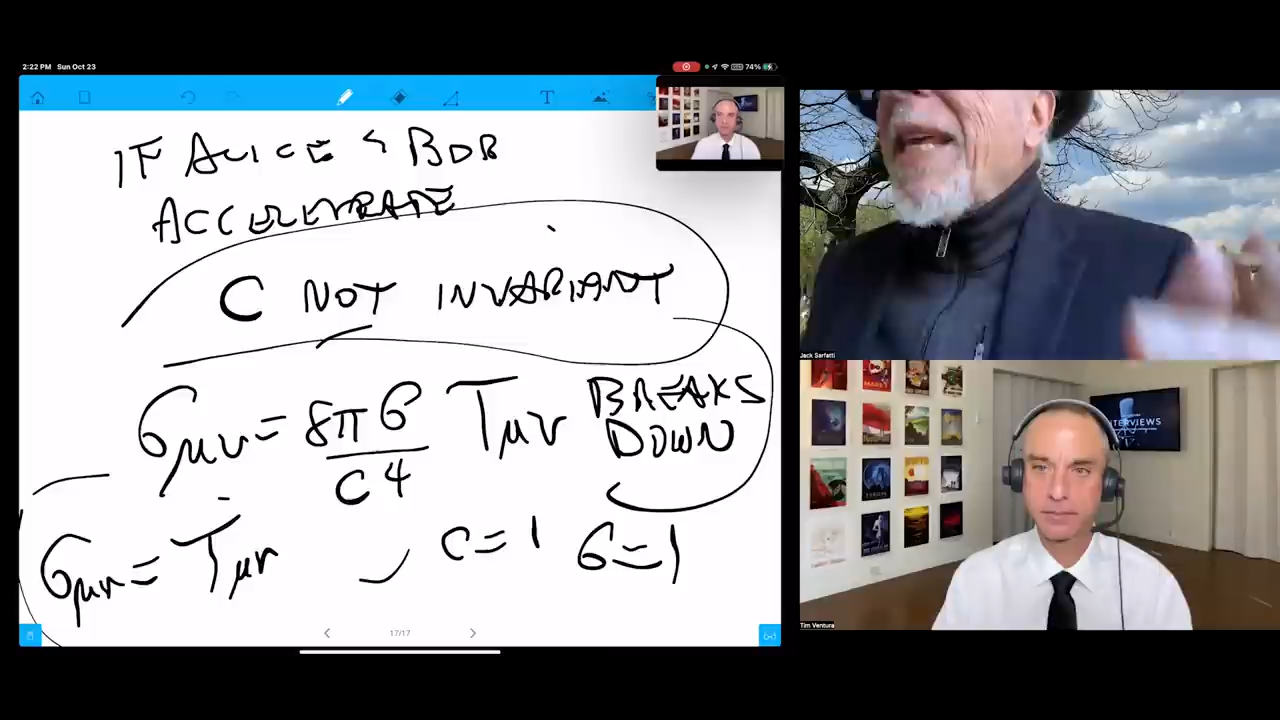 2:22 PM Sun Oct 23
74%
IF ALICE & BOB
ACCELERATE
C NOT INVARIANT
Gμν = 8πG/C4 Tμν BREAKS DOWN
Gμν = Tμν C=1 G=1
17/17
Jack Sarfatti
INTERVIEWS
Tim Ventura